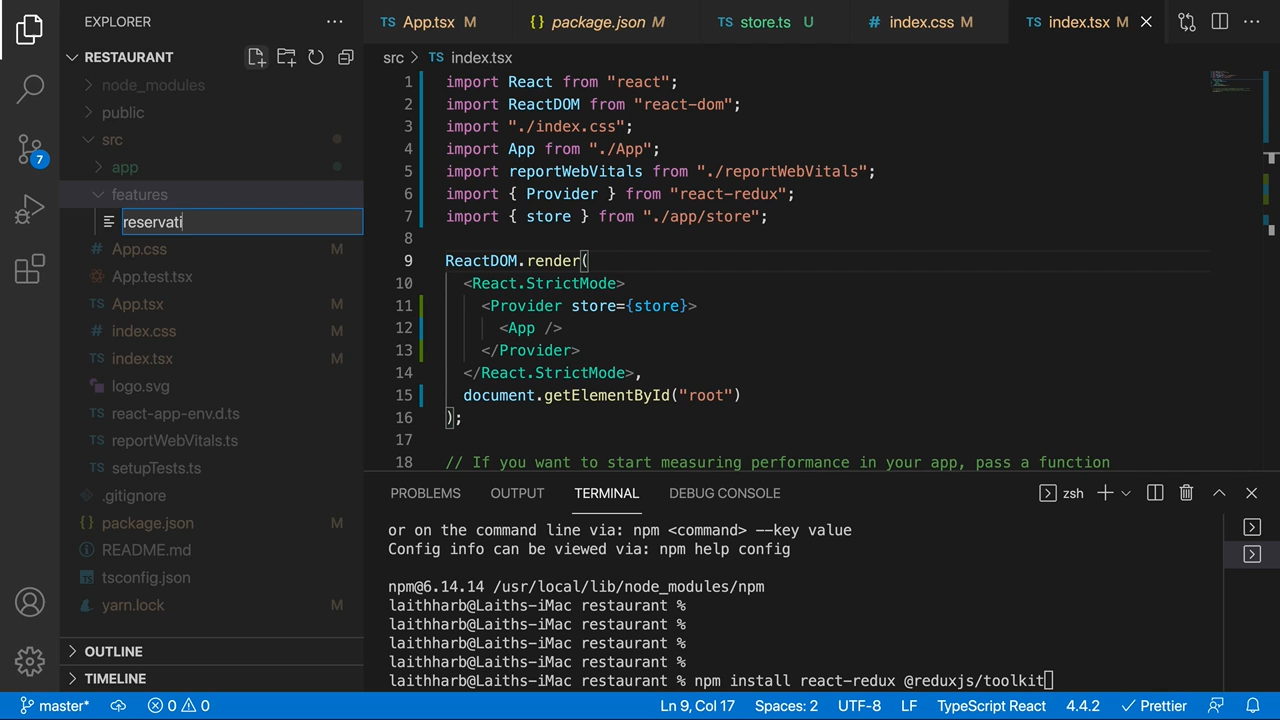 EXPLORER
RESTAURANT
node_modules
public
src
app
features
reservati
# App.css M
App.test.tsx
TS App.tsx M
# index.css M
TS index.tsx M
logo.svg
TS react-app-env.d.ts
TS reportWebVitals.ts
TS setupTests.ts
.gitignore
{} package.json M
README.md
tsconfig.json
yarn.lock M
OUTLINE
TIMELINE
7
TS App.tsx M {} package.json M TS store.ts U # index.css M TS index.tsx M
src > TS index.tsx
1 import React from "react";
2 import ReactDOM from "react-dom";
3 import "./index.css";
4 import App from "./App";
5 import reportWebVitals from "./reportWebVitals";
6 import { Provider } from "react-redux";
7 import { store } from "./app/store";
8
9 ReactDOM.render(
10 <React.StrictMode>
11 <Provider store={store}>
12 <App />
13 </Provider>
14 </React.StrictMode>,
15 document.getElementById("root")
16 );
17
18 // If you want to start measuring performance in your app, pass a function
PROBLEMS OUTPUT TERMINAL DEBUG CONSOLE zsh
or on the command line via: npm <command> --key value
Config info can be viewed via: npm help config
npm@6.14.14 /usr/local/lib/node_modules/npm
laithharb@Laiths-iMac restaurant %
laithharb@Laiths-iMac restaurant %
laithharb@Laiths-iMac restaurant %
laithharb@Laiths-iMac restaurant %
laithharb@Laiths-iMac restaurant % npm install react-redux @reduxjs/toolkit
master* 0 0 Ln 9, Col 17 Spaces: 2 UTF-8 LF TypeScript React 4.4.2 Prettier